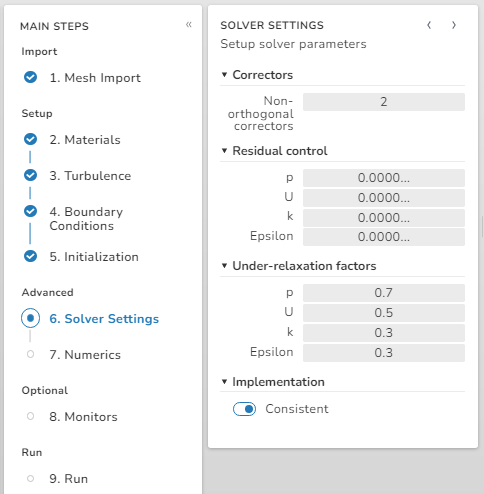 MAIN STEPS
«
Import
1. Mesh Import
Setup
2. Materials
3. Turbulence
4. Boundary
Conditions
5. Initialization
Advanced
6. Solver Settings
7. Numerics
Optional
8. Monitors
Run
9. Run
SOLVER SETTINGS
Setup solver parameters
Correctors
Non-
orthogonal
correctors
2
Residual control
p 0.0000...
U 0.0000...
k 0.0000...
Epsilon 0.0000...
Under-relaxation factors
p 0.7
U 0.5
k 0.3
Epsilon 0.3
Implementation
Consistent